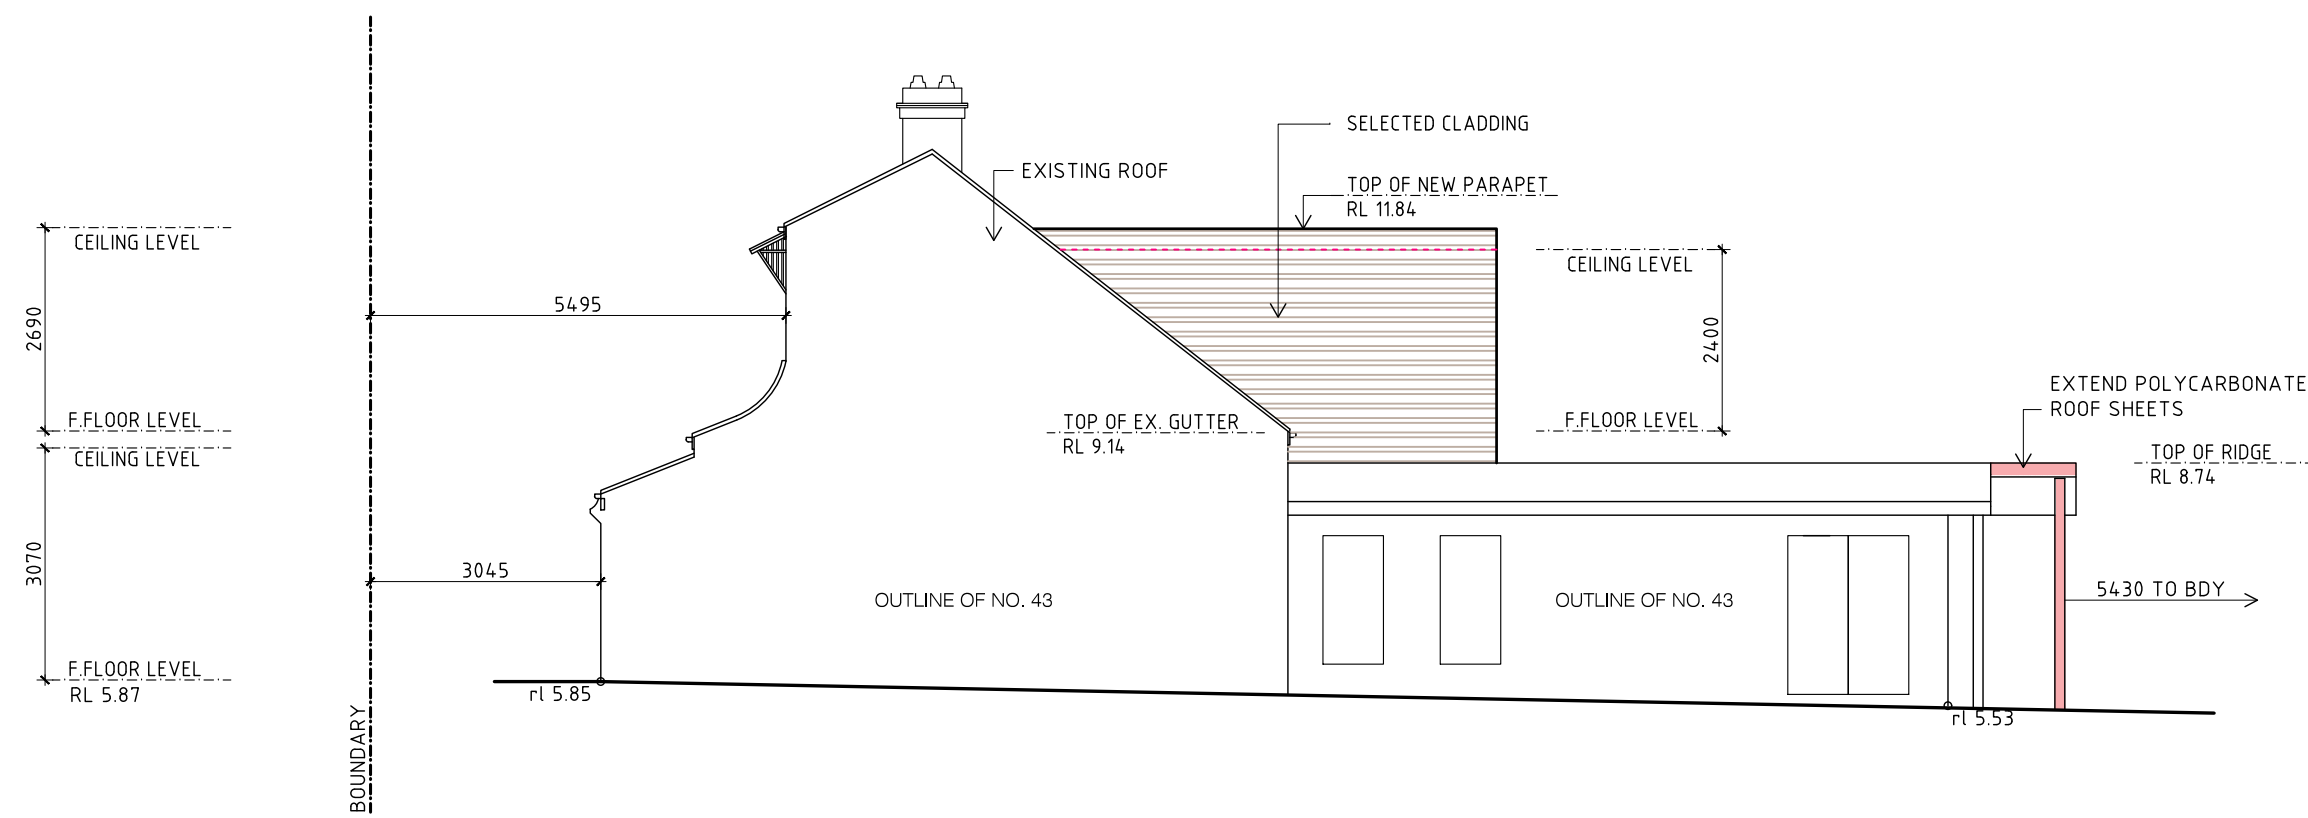 SELECTED CLADDING
EXISTING ROOF
TOP OF NEW PARAPET
RL 11.84
CEILING LEVEL
CEILING LEVEL
5495
2690
2400
EXTEND POLYCARBONATE
ROOF SHEETS
F.FLOOR LEVEL
TOP OF EX. GUTTER
RL 9.14
F.FLOOR LEVEL
CEILING LEVEL
TOP OF RIDGE
RL 8.74
3070
3045
OUTLINE OF NO. 43
OUTLINE OF NO. 43
5430 TO BDY
F.FLOOR LEVEL
RL 5.87
rl 5.85
rl 5.53
BOUNDARY